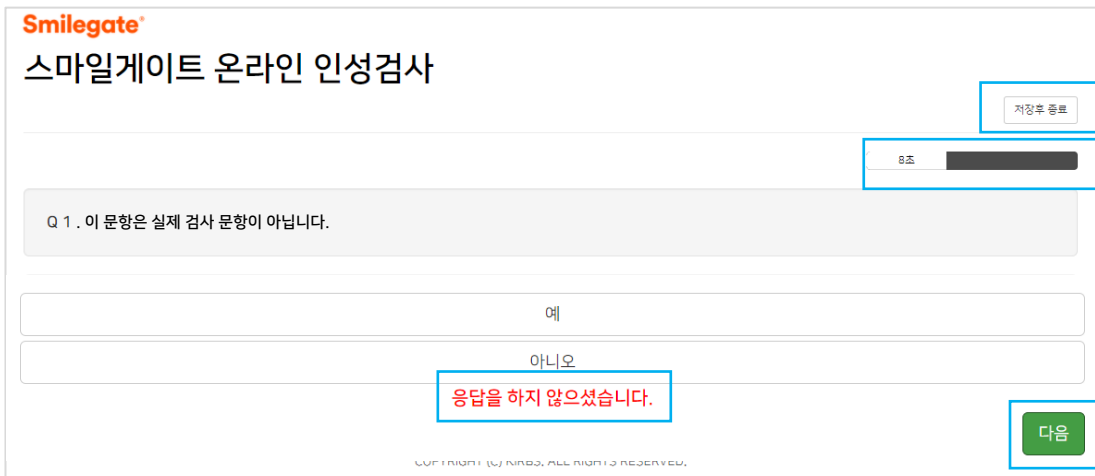 Smilegate
스마일게이트 온라인 인성검사
저장후 종료
8초
Q 1 . 이 문항은 실제 검사 문항이 아닙니다.
예
아니오
응답을 하지 않으셨습니다.
다음
COPYRIGHT (C) KIRBS, ALL RIGHTS RESERVED.